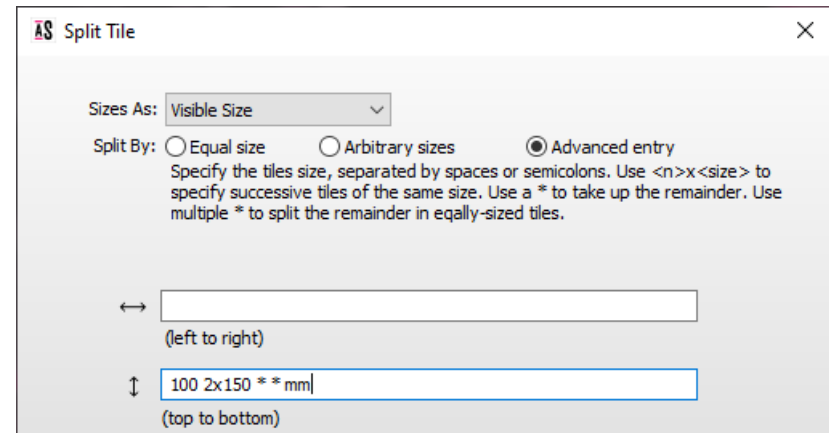 AS Split Tile
Sizes As: Visible Size
Split By: Equal size Arbitrary sizes Advanced entry
Specify the tiles size, separated by spaces or semicolons. Use <n>x<size> to
specify successive tiles of the same size. Use a * to take up the remainder. Use
multiple * to split the remainder in eqally-sized tiles.
(left to right)
100 2x150 * * mm
(top to bottom)